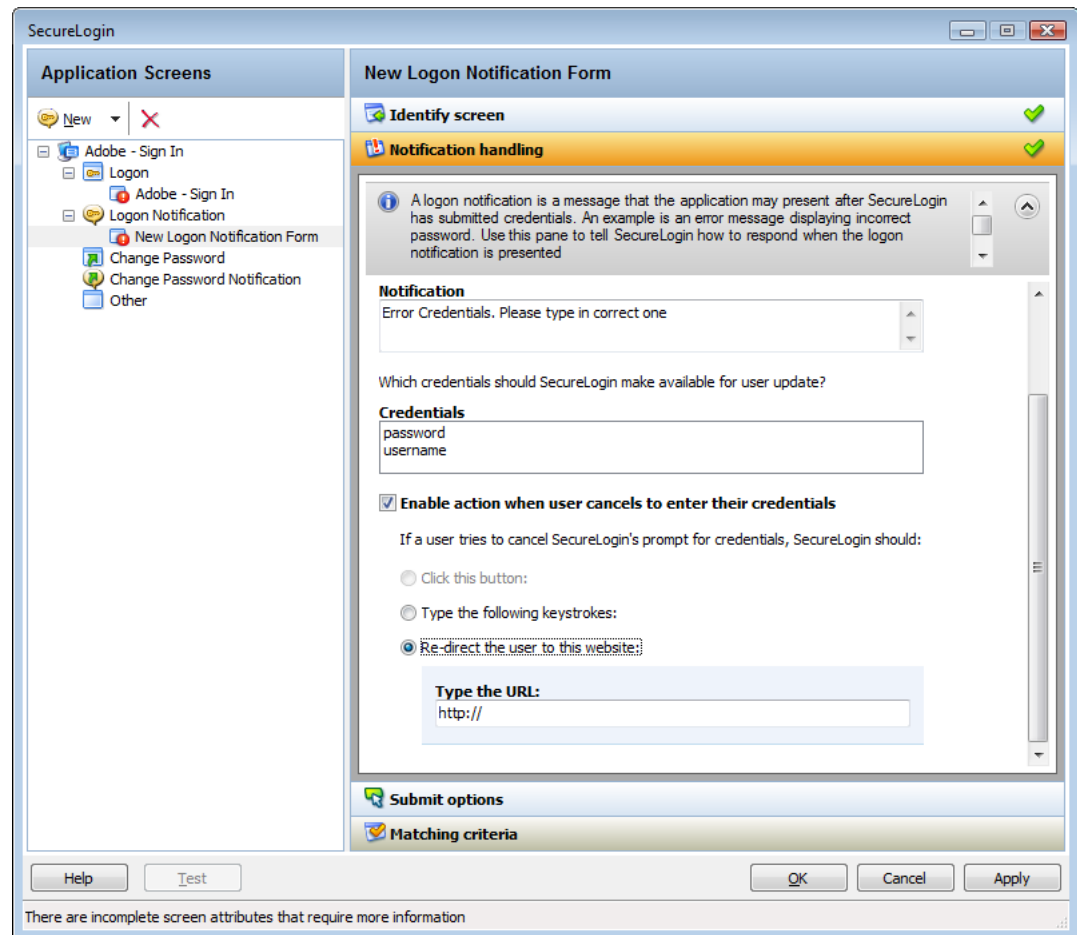 SecureLogin
Application Screens
New
Adobe - Sign In
Logon
Adobe - Sign In
Logon Notification
New Logon Notification Form
Change Password
Change Password Notification
Other
New Logon Notification Form
Identify screen
Notification handling
A logon notification is a message that the application may present after SecureLogin
has submitted credentials. An example is an error message displaying incorrect
password. Use this pane to tell SecureLogin how to respond when the logon
notification is presented
Notification
Error Credentials. Please type in correct one
Which credentials should SecureLogin make available for user update?
Credentials
password
username
Enable action when user cancels to enter their credentials
If a user tries to cancel SecureLogin's prompt for credentials, SecureLogin should:
Click this button:
Type the following keystrokes:
Re-direct the user to this website:
Type the URL:
http://
Submit options
Matching criteria
Help
Test
OK
Cancel
Apply
There are incomplete screen attributes that require more information